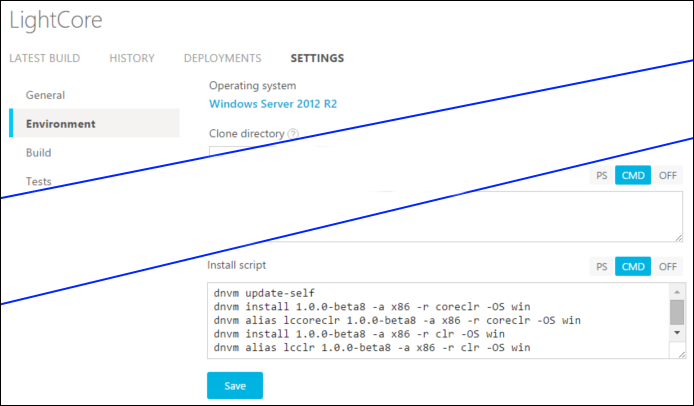 LightCore
LATEST BUILD HISTORY DEPLOYMENTS SETTINGS
General
Environment
Build
Tests
Operating system
Windows Server 2012 R2
Clone directory ?
PS CMD OFF
Install script
PS CMD OFF
dnvm update-self
dnvm install 1.0.0-beta8 -a x86 -r coreclr -OS win
dnvm alias lccoreclr 1.0.0-beta8 -a x86 -r coreclr -OS win
dnvm install 1.0.0-beta8 -a x86 -r clr -OS win
dnvm alias lcclr 1.0.0-beta8 -a x86 -r clr -OS win
Save